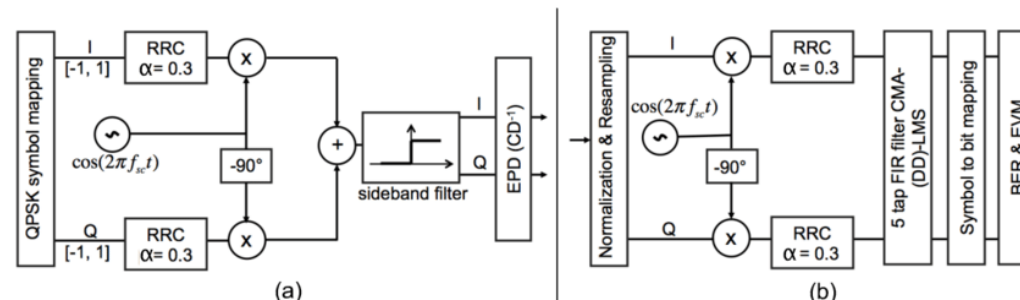 QPSK symbol mapping
I
[-1, 1]
RRC
α= 0.3
X
cos(2πf_sc t)
-90°
+
Q
[-1, 1]
RRC
α= 0.3
X
sideband filter
I
Q
EPD (CD⁻¹)
(a)
Normalization & Resampling
I
X
RRC
α= 0.3
cos(2πf_sc t)
-90°
Q
X
RRC
α= 0.3
5 tap FIR filter CMA-
(DD)-LMS
Symbol to bit mapping
BER & EVM
(b)